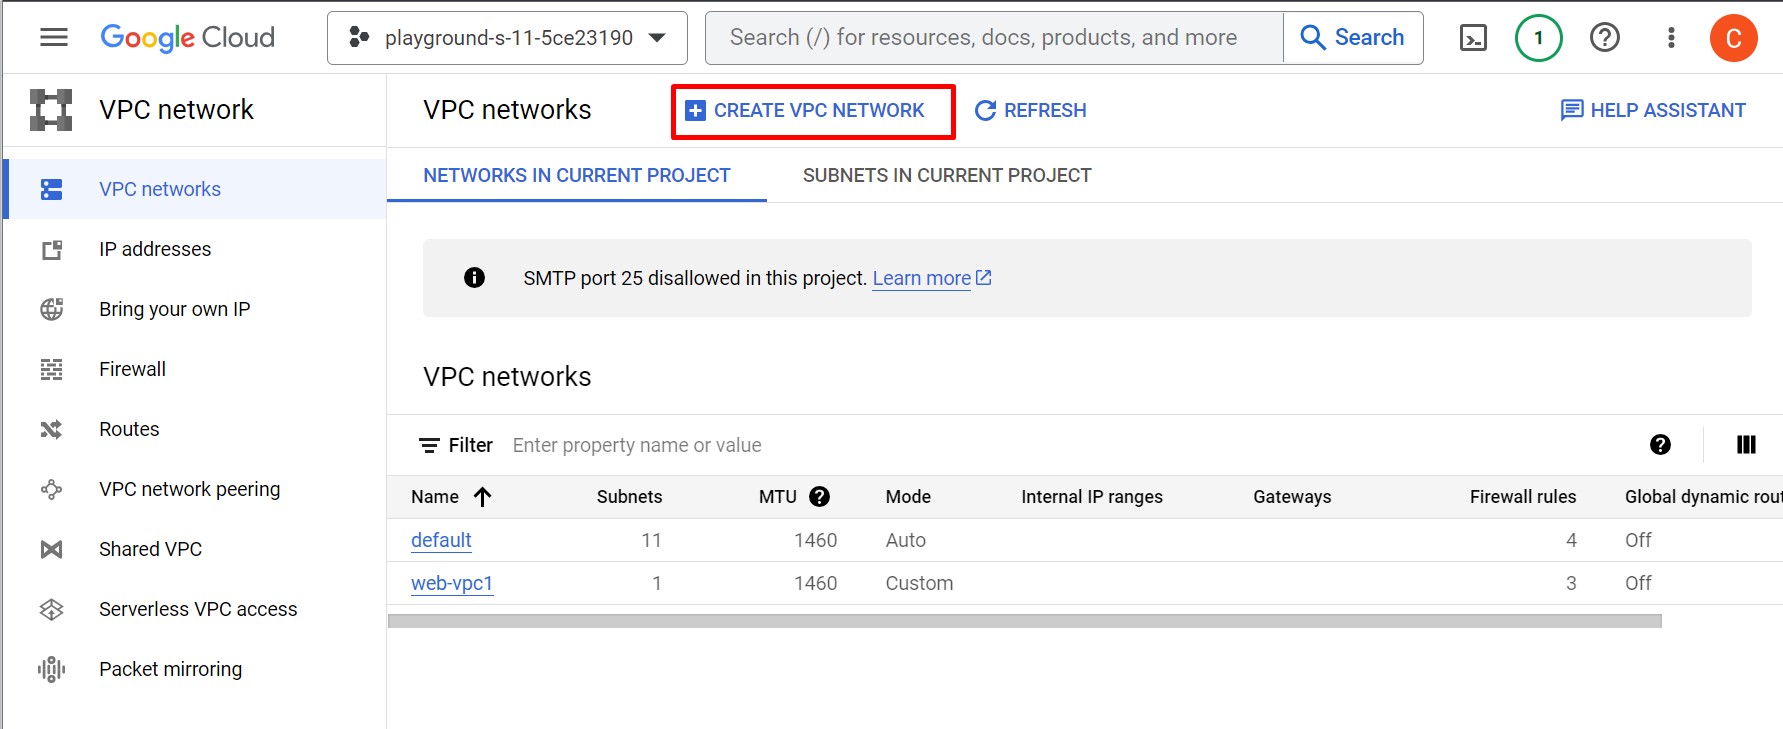 Google Cloud
playground-s-11-5ce23190
Search (/) for resources, docs, products, and more
Search
1
C
VPC network
VPC networks
CREATE VPC NETWORK
REFRESH
HELP ASSISTANT
VPC networks
IP addresses
Bring your own IP
Firewall
Routes
VPC network peering
Shared VPC
Serverless VPC access
Packet mirroring
NETWORKS IN CURRENT PROJECT
SUBNETS IN CURRENT PROJECT
SMTP port 25 disallowed in this project. Learn more
VPC networks
Filter Enter property name or value
Name Subnets MTU Mode Internal IP ranges Gateways Firewall rules Global dynamic rout
default 11 1460 Auto 4 Off
web-vpc1 1 1460 Custom 3 Off